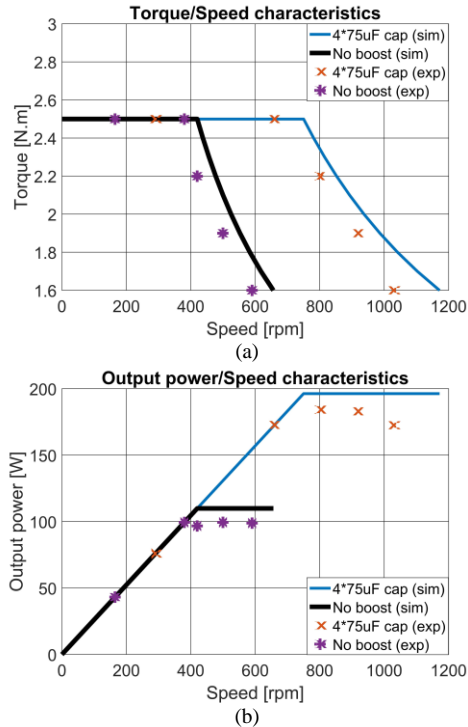 Torque/Speed characteristics
3
2.8
2.6
2.4
2.2
2
1.8
1.6
Torque [N.m]
4*75uF cap (sim)
No boost (sim)
4*75uF cap (exp)
No boost (exp)
0 200 400 600 800 1000 1200
Speed [rpm]
(a)
Output power/Speed characteristics
200
150
100
50
0
Output power [W]
4*75uF cap (sim)
No boost (sim)
4*75uF cap (exp)
No boost (exp)
0 200 400 600 800 1000 1200
Speed [rpm]
(b)